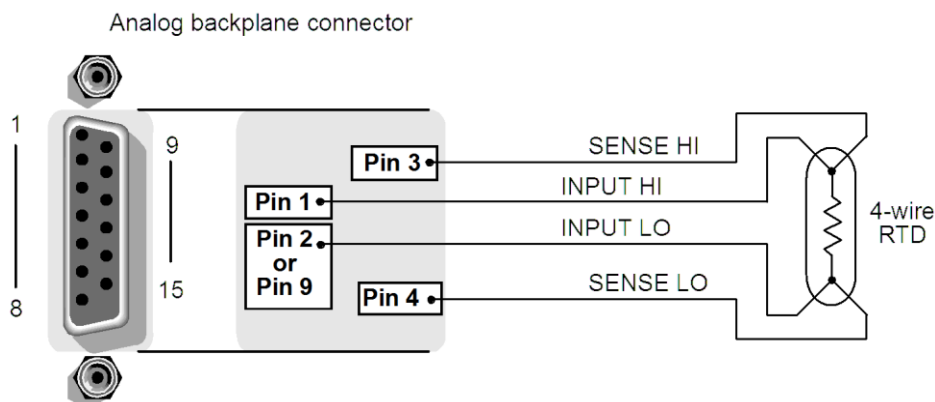 Analog backplane connector
1
9
8
15
Pin 3
Pin 1
Pin 2
or
Pin 9
Pin 4
SENSE HI
INPUT HI
INPUT LO
SENSE LO
4-wire
RTD